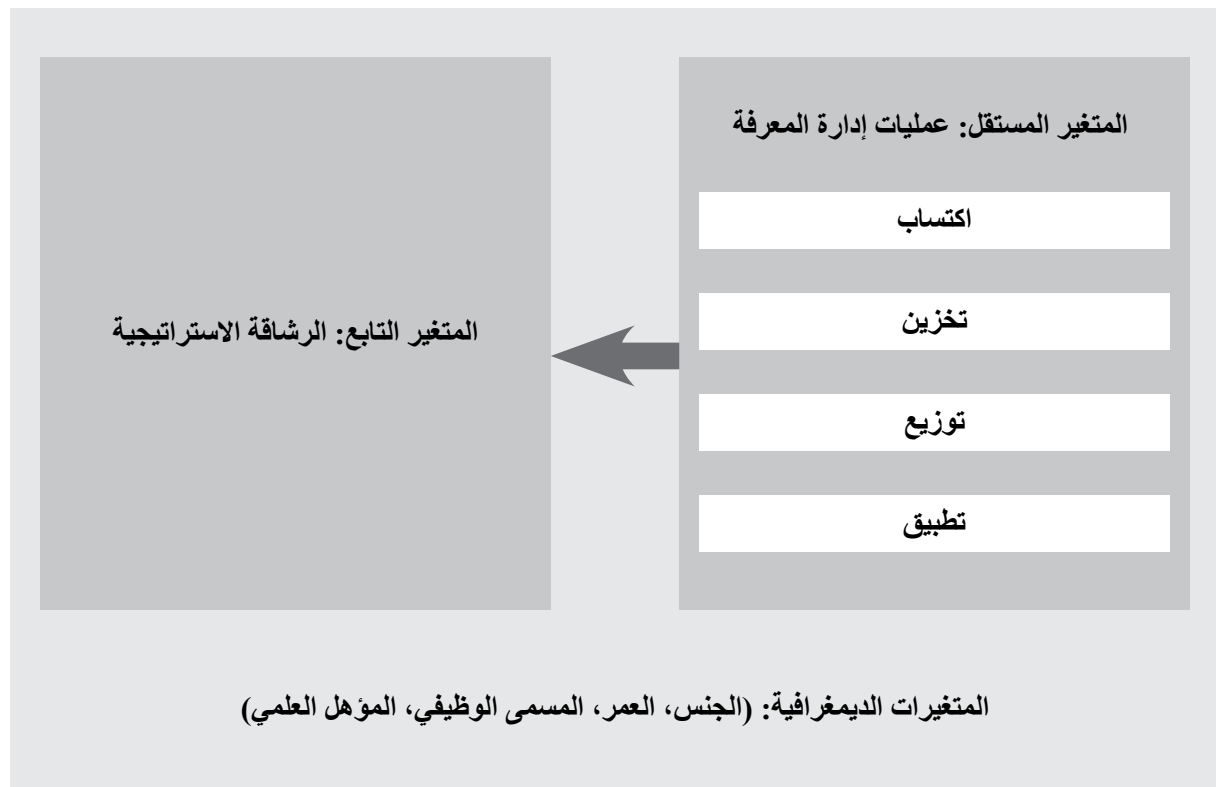 المتغير المستقل: عمليات إدارة المعرفة
اكتساب
تخزين
توزيع
تطبيق
المتغير التابع: الرشاقة الاستراتيجية
المتغيرات الديمغرافية: (الجنس، العمر، المسمى الوظيفي، المؤهل العلمي)